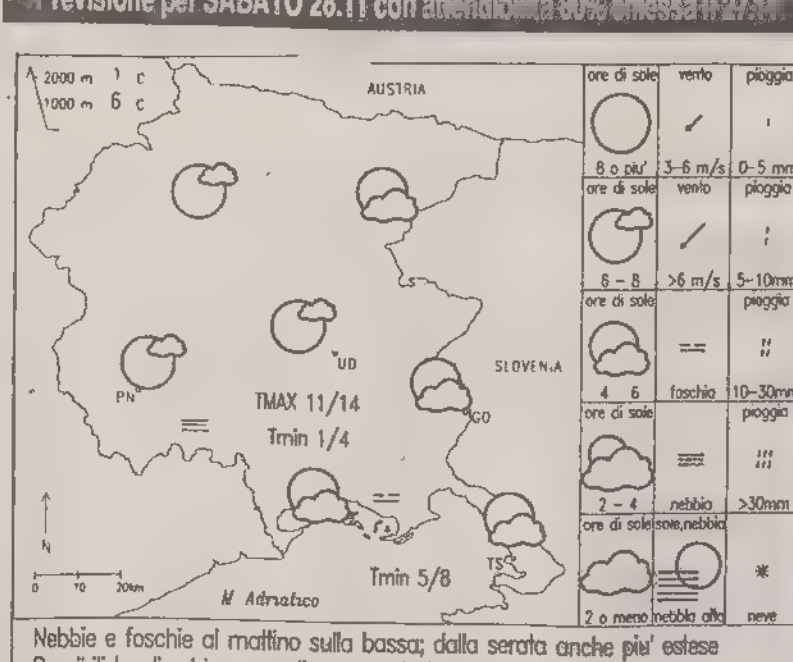 revisione per SABATO 28.11 con attendibilita 80% emessa
2000 m 1 c
1000 m 6 c
AUSTRIA
SLOVENIA
UD
PN
GO
TMAX 11/14
Tmin 1/4
N
0 10 20km
M Adriatico
Tmin 5/8
TS
ore di sole vento pioggia
8 o piu' 3-6 m/s 0-5 mm
ore di sole vento pioggia
6 - 8 >6 m/s 5-10mm
ore di sole pioggia
4 6 foschia 10-30mm
ore di sole pioggia
2 - 4 nebbia >30mm
ore di sole sole,nebbia
2 o meno nebbia alta neve
Nebbie e foschie al mattino sulla bassa; dalla serata anche piu' estese